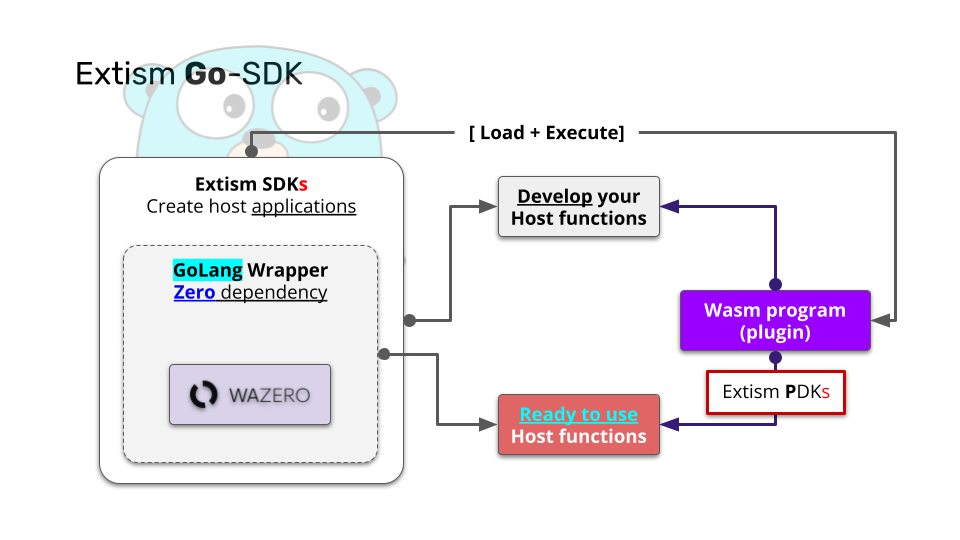 Extism Go-SDK
[ Load + Execute]
Extism SDKs
Create host applications
GoLang Wrapper
Zero dependency
WAZERO
Develop your
Host functions
Wasm program
(plugin)
Extism PDKs
Ready to use
Host functions